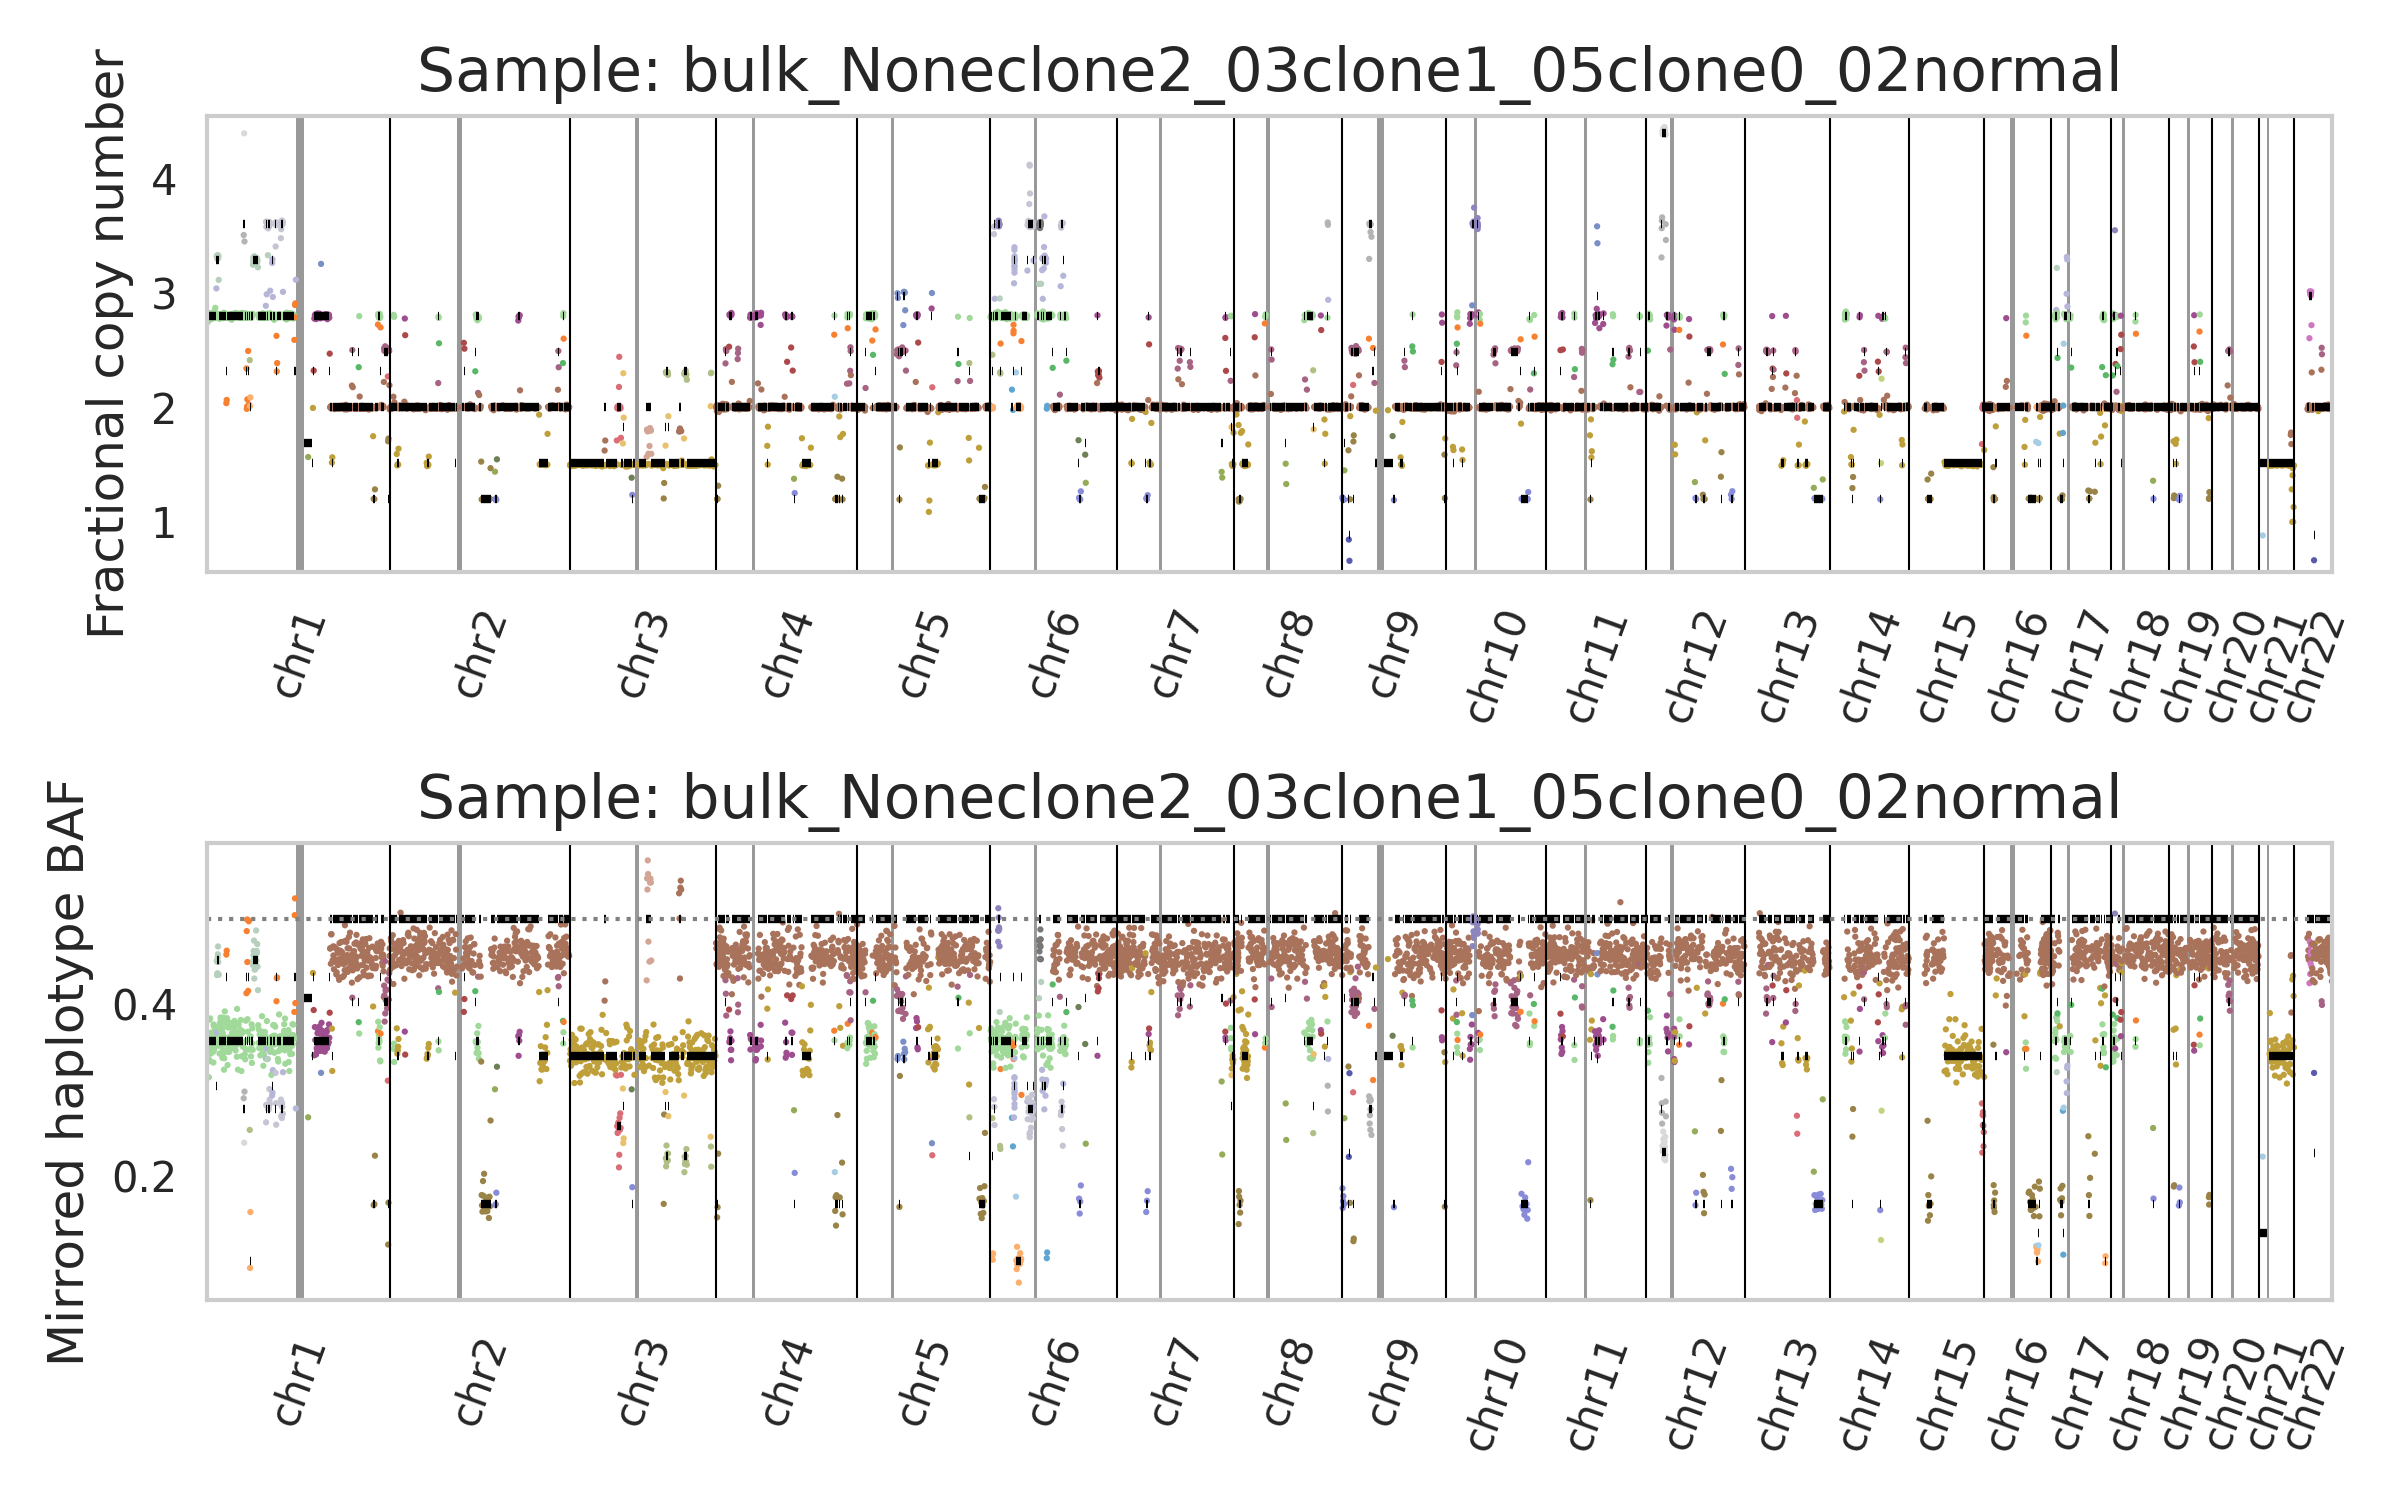 Sample: bulk_Noneclone2_03clone1_05clone0_02normal
Fractional copy number
4
3
2
1
chr1 chr2 chr3 chr4 chr5 chr6 chr7 chr8 chr9 chr10 chr11 chr12 chr13 chr14 chr15 chr16 chr17 chr18 chr19 chr20 chr21 chr22
Sample: bulk_Noneclone2_03clone1_05clone0_02normal
Mirrored haplotype BAF
0.4
0.2
chr1 chr2 chr3 chr4 chr5 chr6 chr7 chr8 chr9 chr10 chr11 chr12 chr13 chr14 chr15 chr16 chr17 chr18 chr19 chr20 chr21 chr22